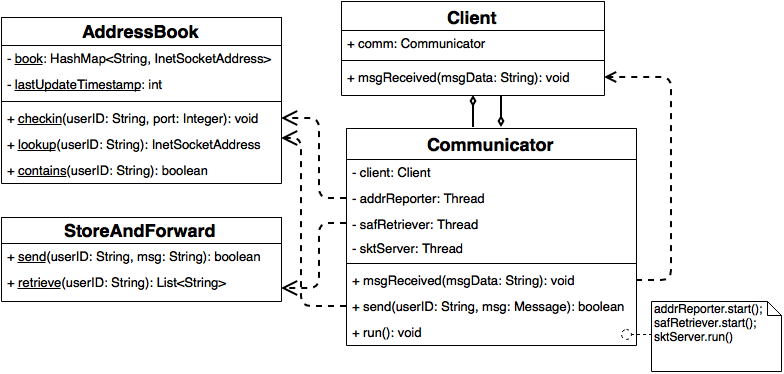 AddressBook
- book: HashMap<String, InetSocketAddress>
- lastUpdateTimestamp: int
+ checkin(userID: String, port: Integer): void
+ lookup(userID: String): InetSocketAddress
+ contains(userID: String): boolean
StoreAndForward
+ send(userID: String, msg: String): boolean
+ retrieve(userID: String): List<String>
Client
+ comm: Communicator
+ msgReceived(msgData: String): void
Communicator
- client: Client
- addrReporter: Thread
- safRetriever: Thread
- sktServer: Thread
+ msgReceived(msgData: String): void
+ send(userID: String, msg: Message): boolean
+ run(): void
addrReporter.start();
safRetriever.start();
sktServer.run()